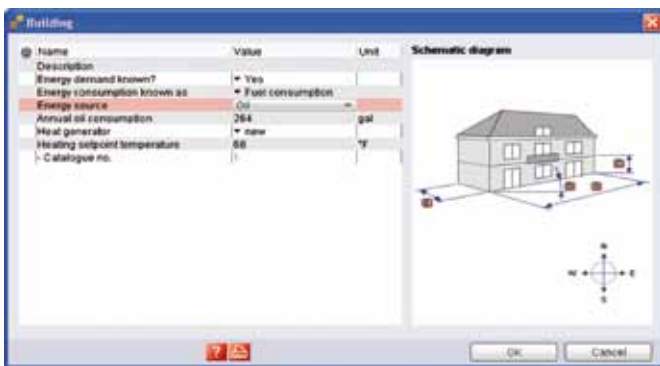 Building
@ Name Value Unit
Description
Energy demand known? Yes
Energy consumption known as Fuel consumption
Energy source Oil
Annual oil consumption 264 gal
Heat generator new
Heating setpoint temperature 68 °F
- Catalogue no.
Schematic diagram
N
W E
S
?
OK Cancel